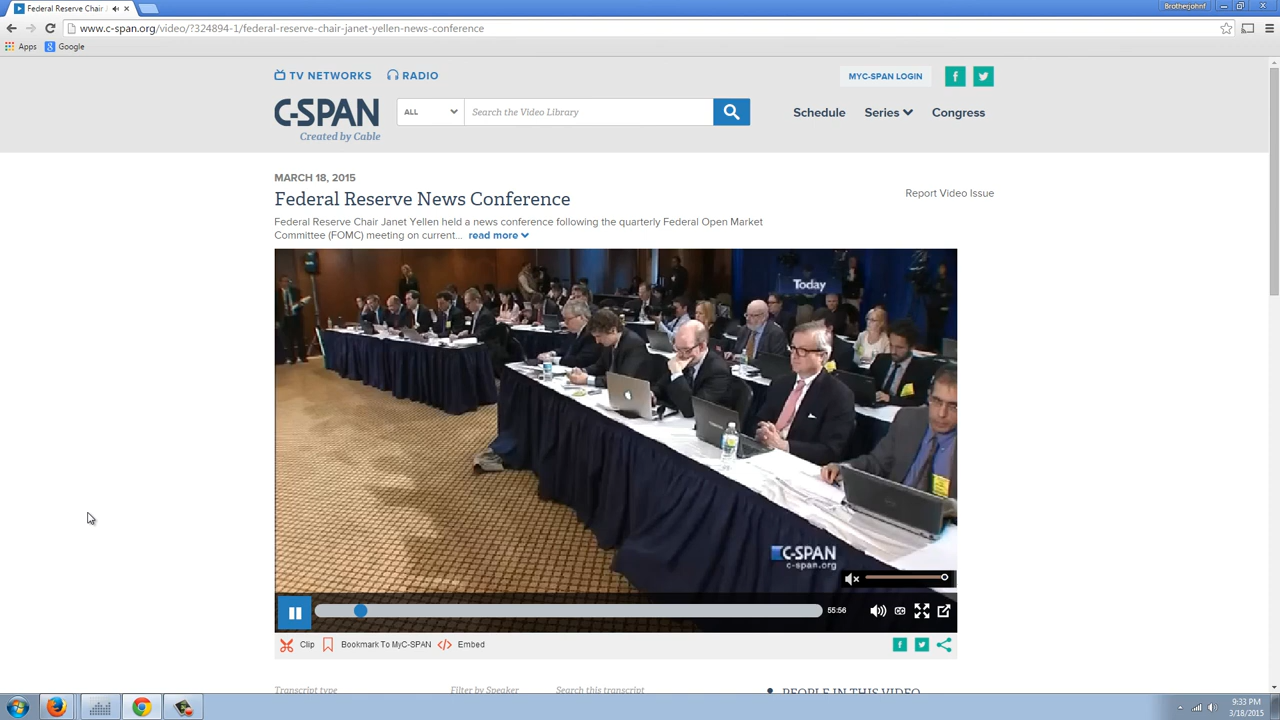 Federal Reserve Chair J
Brotherjohnf
www.c-span.org/video/?324894-1/federal-reserve-chair-janet-yellen-news-conference
Apps Google
TV NETWORKS RADIO
MYC-SPAN LOGIN
C-SPAN
Created by Cable
ALL
Search the Video Library
Schedule Series Congress
MARCH 18, 2015
Federal Reserve News Conference
Report Video Issue
Federal Reserve Chair Janet Yellen held a news conference following the quarterly Federal Open Market
Committee (FOMC) meeting on current... read more
Today
C-SPAN
c-span.org
55:56
CC
Clip Bookmark To MyC-SPAN Embed
Transcript type Filter by Speaker Search this transcript
PEOPLE IN THIS VIDEO
9:33 PM
3/18/2015